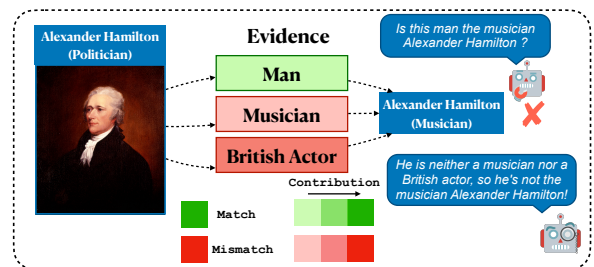 Alexander Hamilton
(Politician)
Evidence
Man
Musician
British Actor
Alexander Hamilton
(Musician)
Is this man the musician
Alexander Hamilton ?
He is neither a musician nor a
British actor, so he's not the
musician Alexander Hamilton!
Contribution
Match
Mismatch